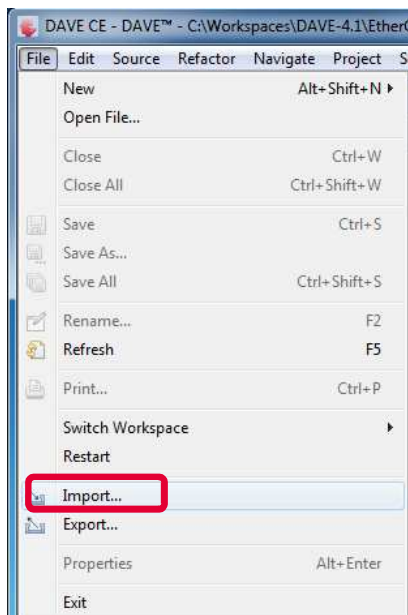 DAVE CE - DAVE™ - C:\Workspaces\DAVE-4.1\Ether
File Edit Source Refactor Navigate Project
New Alt+Shift+N
Open File...
Close Ctrl+W
Close All Ctrl+Shift+W
Save Ctrl+S
Save As...
Save All Ctrl+Shift+S
Rename... F2
Refresh F5
Print... Ctrl+P
Switch Workspace
Restart
Import...
Export...
Properties Alt+Enter
Exit